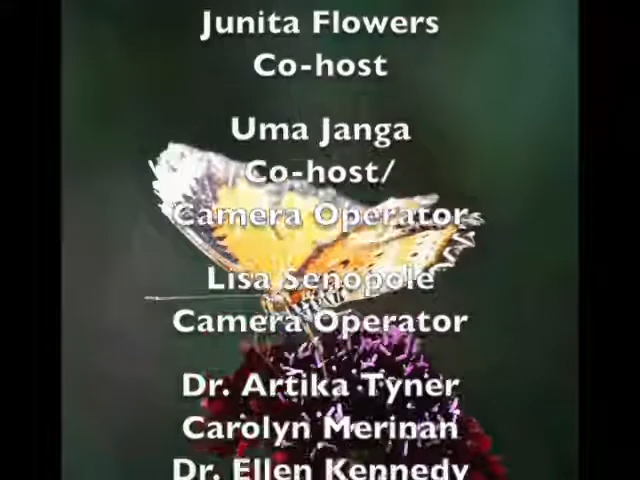 Junita Flowers
Co-host
Uma Janga
Co-host/
Camera Operator
Lisa Senopole
Camera Operator
Dr. Artika Tyner
Carolyn Merinan
Dr. Ellen Kennedy